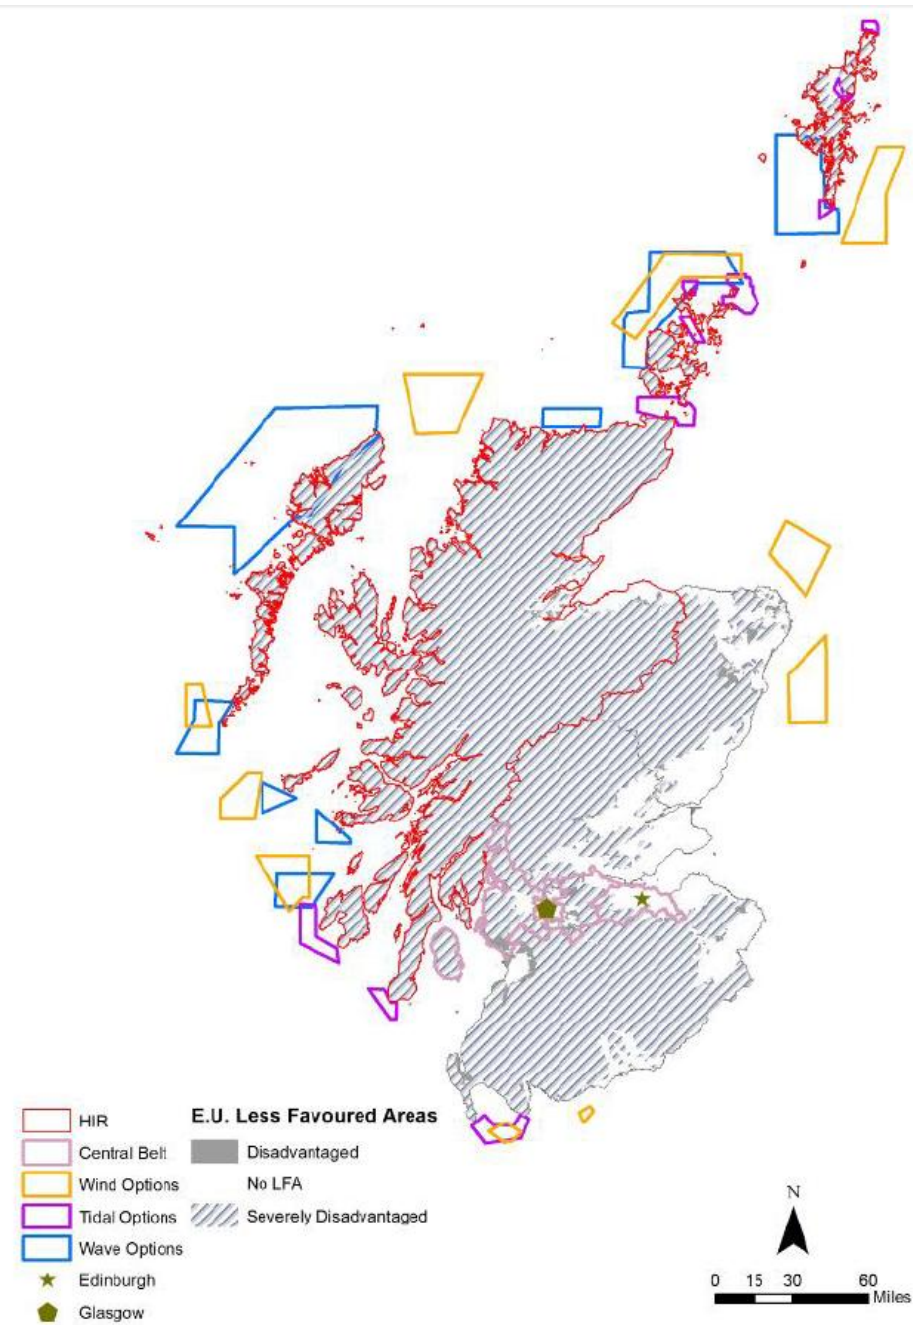 HIR
Central Belt
Wind Options
Tidal Options
Wave Options
Edinburgh
Glasgow
E.U. Less Favoured Areas
Disadvantaged
No LFA
Severely Disadvantaged
N
0 15 30 60
Miles